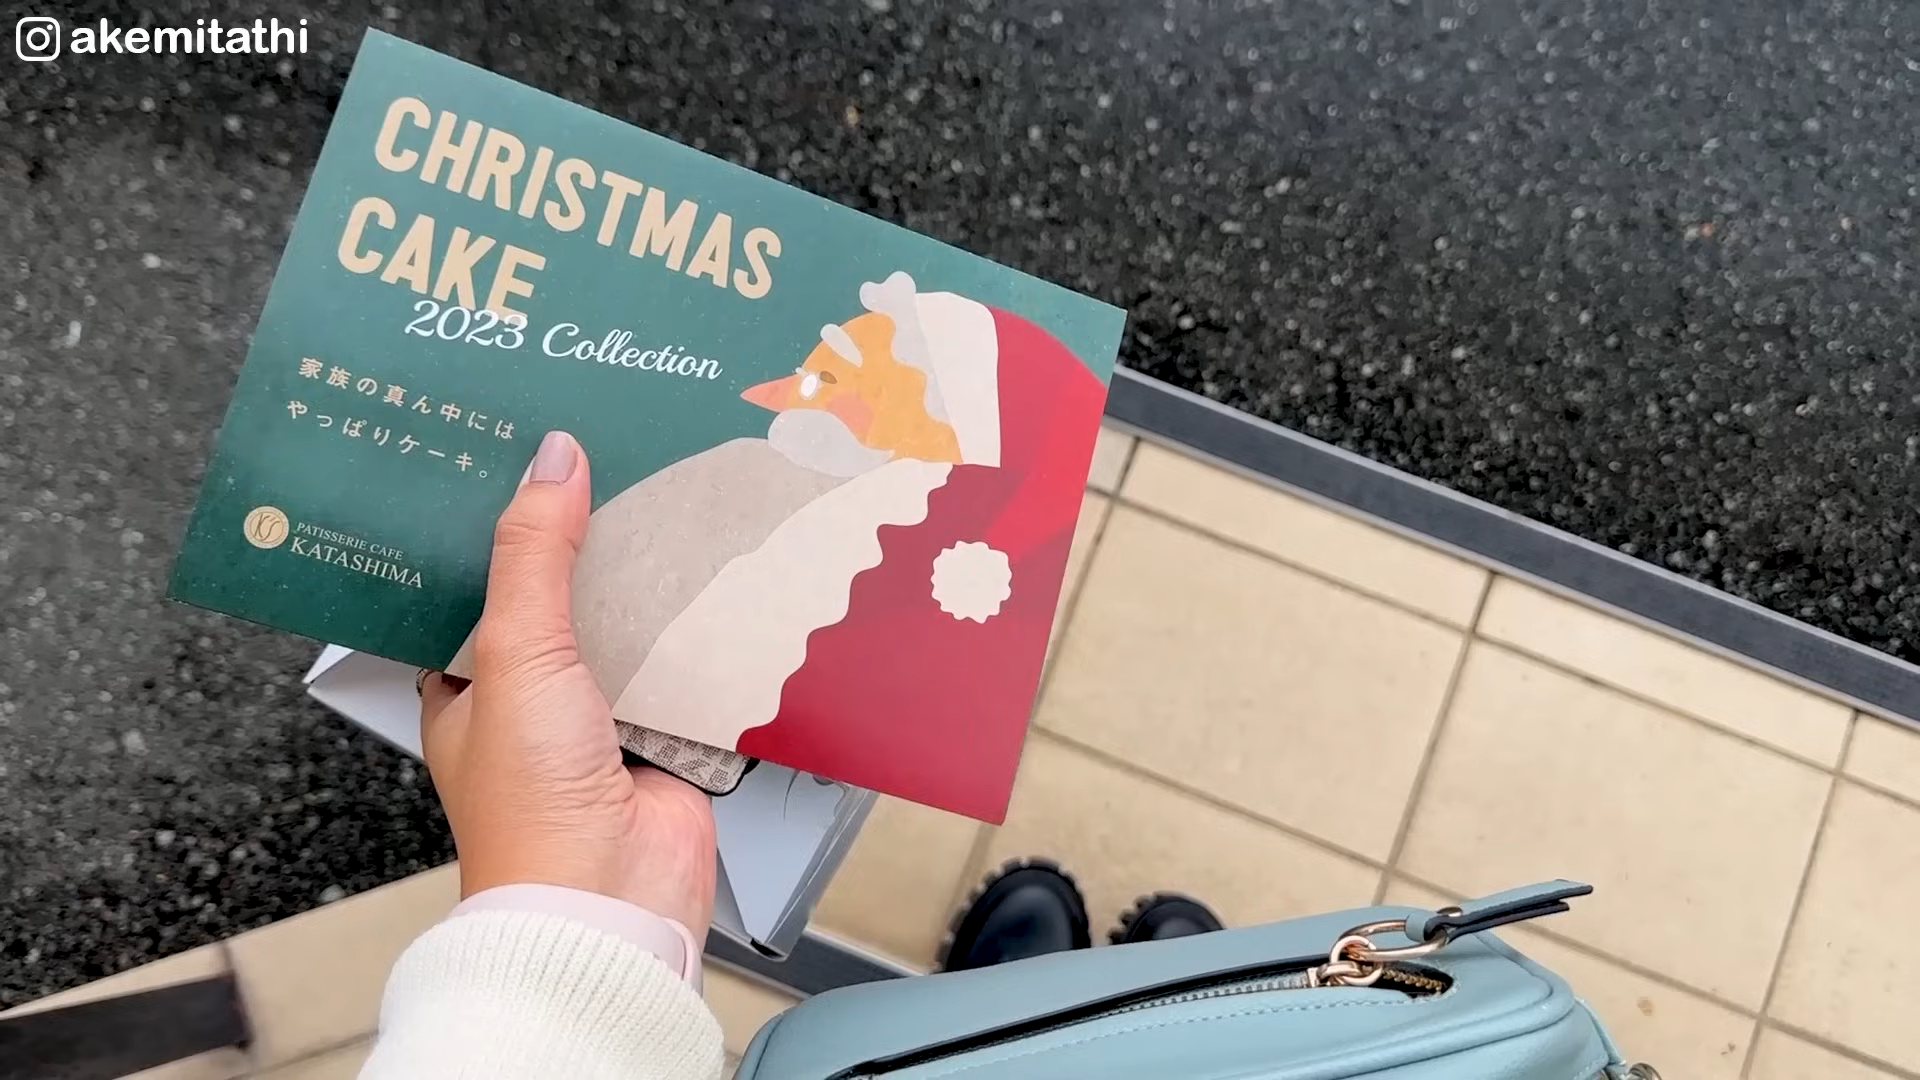 akemitathi
CHRISTMAS
CAKE
2023 Collection
家族の真ん中には
やっぱりケーキ。
KS
PATISSERIE CAFE
KATASHIMA